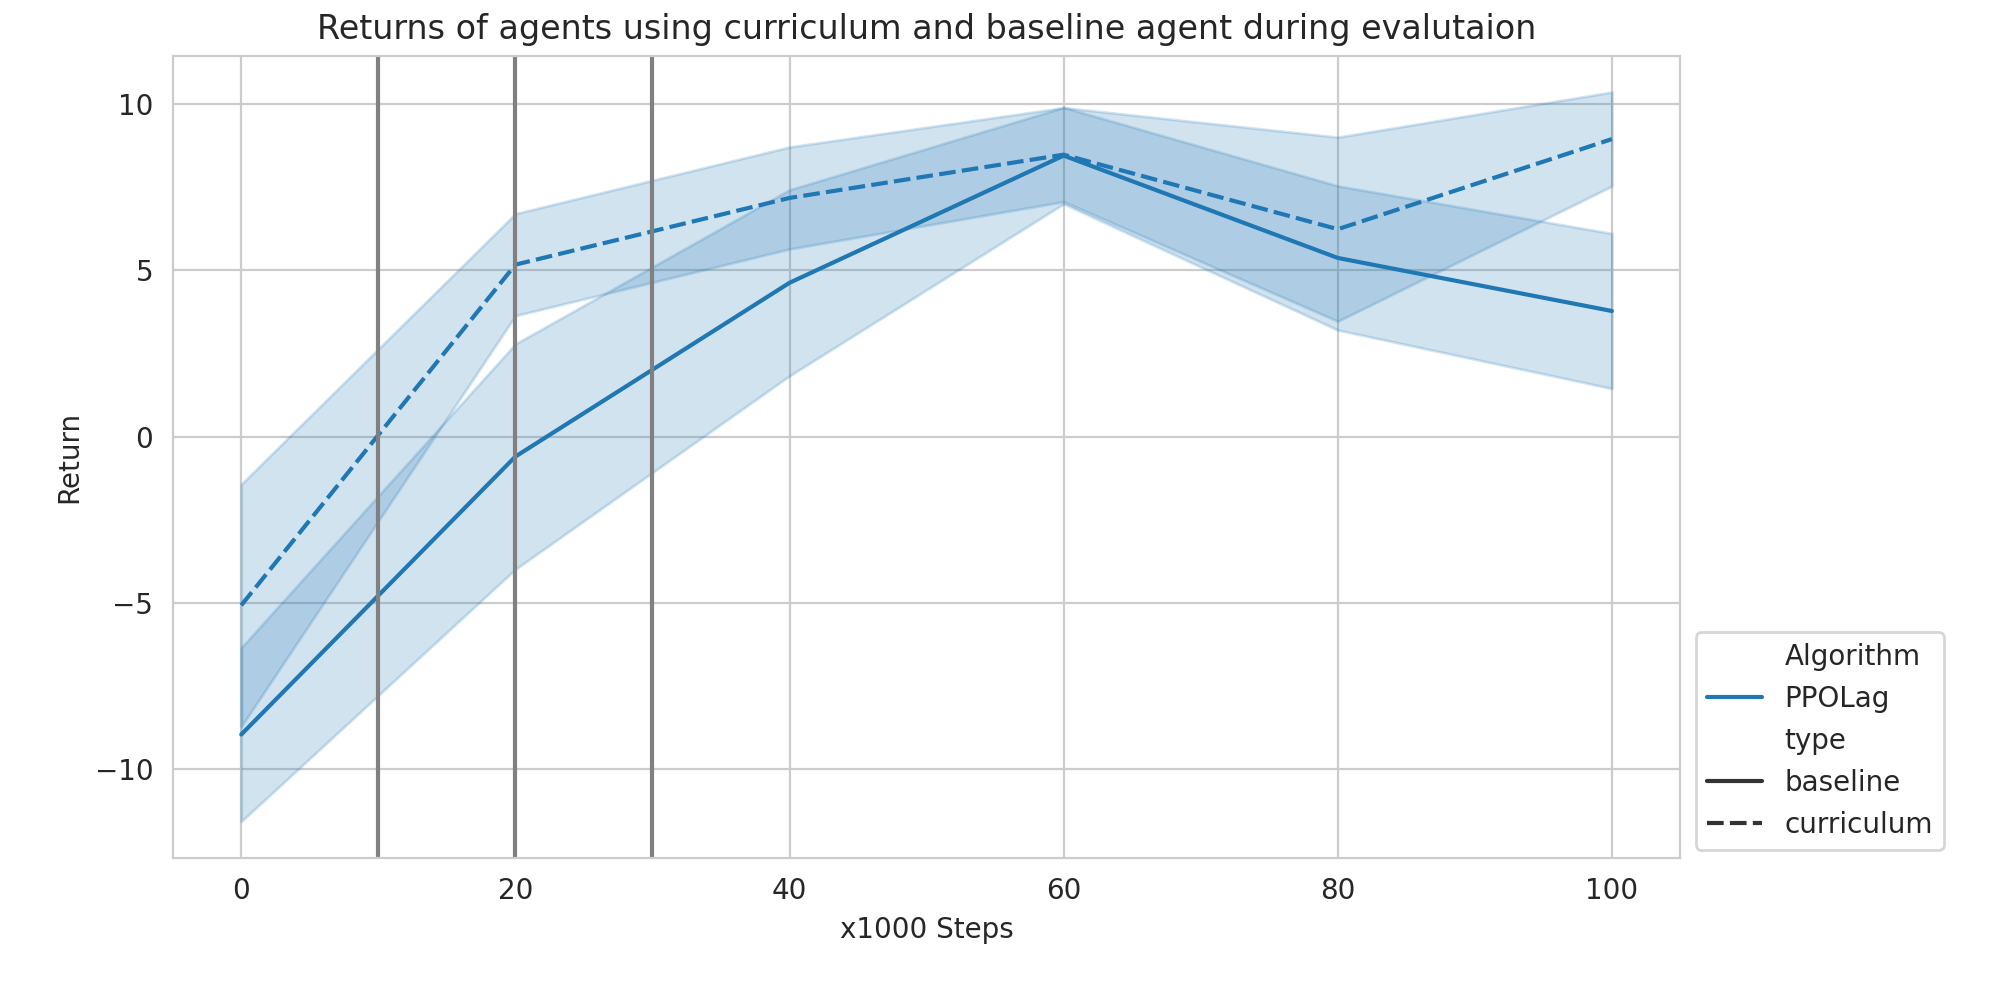 Returns of agents using curriculum and baseline agent during evalutaion
10
5
0
−5
−10
Return
0 20 40 60 80 100
x1000 Steps
Algorithm
PPOLag
type
baseline
curriculum